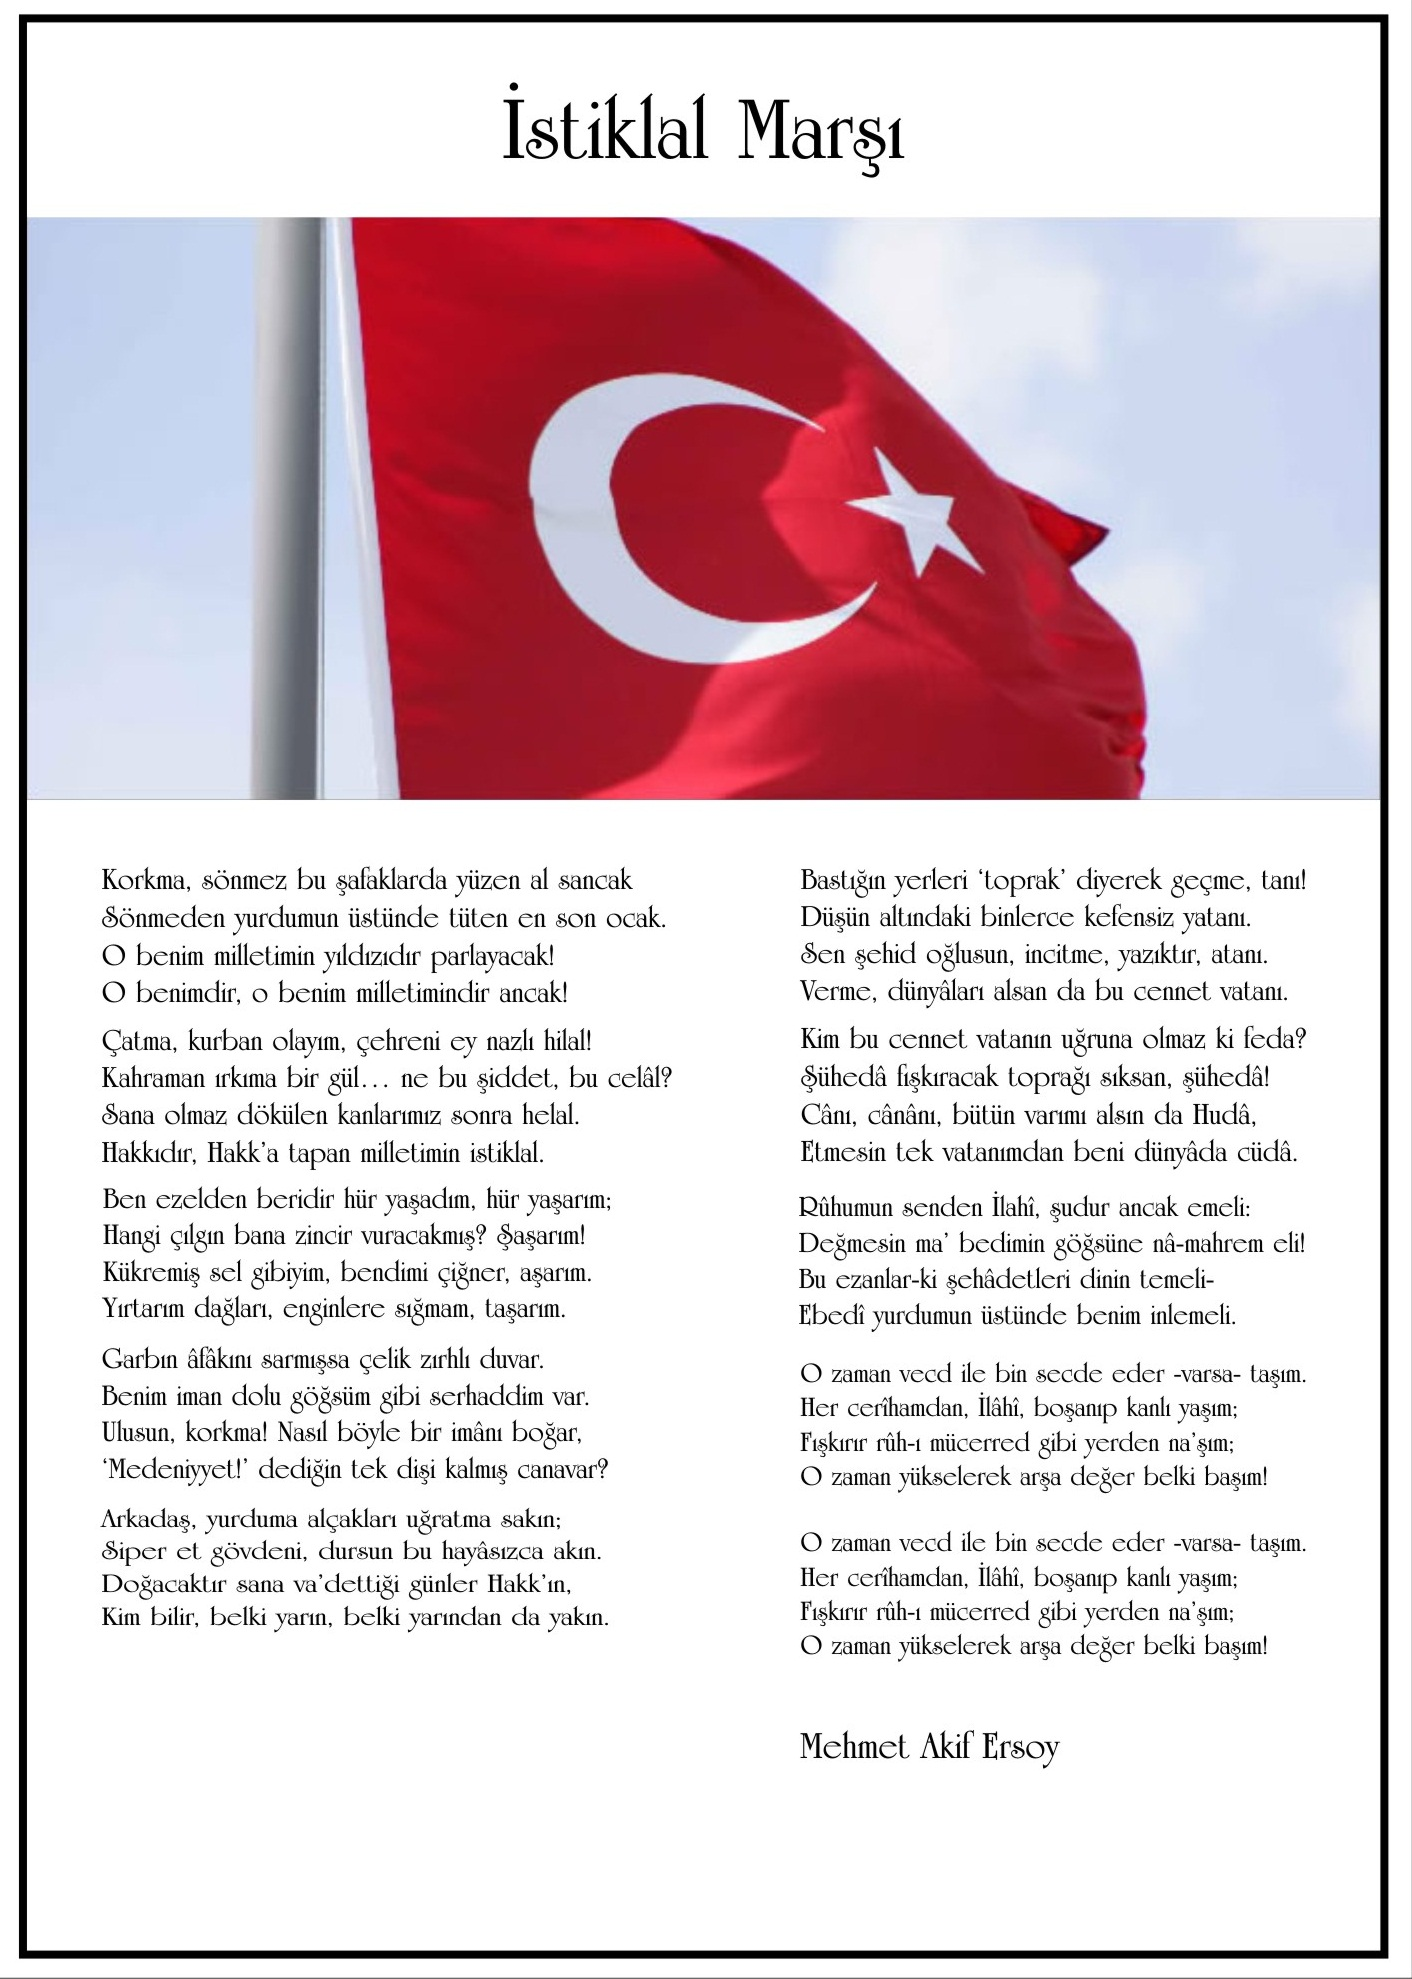 İstiklal Marşı
Korkma, sönmez bu şafaklarda yüzen al sancak
Sönmeden yurdumun üstünde tüten en son ocak.
O benim milletimin yıldızıdır parlayacak!
O benimdir, o benim milletimindir ancak!
Çatma, kurban olayım, çehreni ey nazlı hilal!
Kahraman ırkıma bir gül… ne bu şiddet, bu celâl?
Sana olmaz dökülen kanlarımız sonra helal.
Hakkıdır, Hakk’a tapan milletimin istiklal.
Ben ezelden beridir hür yaşadım, hür yaşarım;
Hangi çılgın bana zincir vuracakmış? Şaşarım!
Kükremiş sel gibiyim, bendimi çiğner, aşarım.
Yırtarım dağları, enginlere sığmam, taşarım.
Garbın âfâkını sarmışsa çelik zırhlı duvar.
Benim iman dolu göğsüm gibi serhaddim var.
Ulusun, korkma! Nasıl böyle bir imânı boğar,
‘Medeniyyet!’ dediğin tek dişi kalmış canavar?
Arkadaş, yurduma alçakları uğratma sakın;
Siper et gövdeni, dursun bu hayâsızca akın.
Doğacaktır sana va’dettiği günler Hakk’ın,
Kim bilir, belki yarın, belki yarından da yakın.
Bastığın yerleri ‘toprak’ diyerek geçme, tanı!
Düşün altındaki binlerce kefensiz yatanı.
Sen şehid oğlusun, incitme, yazıktır, atanı.
Verme, dünyâları alsan da bu cennet vatanı.
Kim bu cennet vatanın uğruna olmaz ki feda?
Şühedâ fışkıracak toprağı sıksan, şühedâ!
Cânı, cânânı, bütün varımı alsın da Hudâ,
Etmesin tek vatanımdan beni dünyâda cüdâ.
Rûhumun senden İlahî, şudur ancak emeli:
Değmesin ma’ bedimin göğsüne nâ-mahrem eli!
Bu ezanlar-ki şehâdetleri dinin temeli-
Ebedî yurdumun üstünde benim inlemeli.
O zaman vecd ile bin secde eder -varsa- taşım.
Her cerîhamdan, İlâhî, boşanıp kanlı yaşım;
Fışkırır rûh-ı mücerred gibi yerden na’şım;
O zaman yükselerek arşa değer belki başım!
O zaman vecd ile bin secde eder -varsa- taşım.
Her cerîhamdan, İlâhî, boşanıp kanlı yaşım;
Fışkırır rûh-ı mücerred gibi yerden na’şım;
O zaman yükselerek arşa değer belki başım!
Mehmet Akif Ersoy